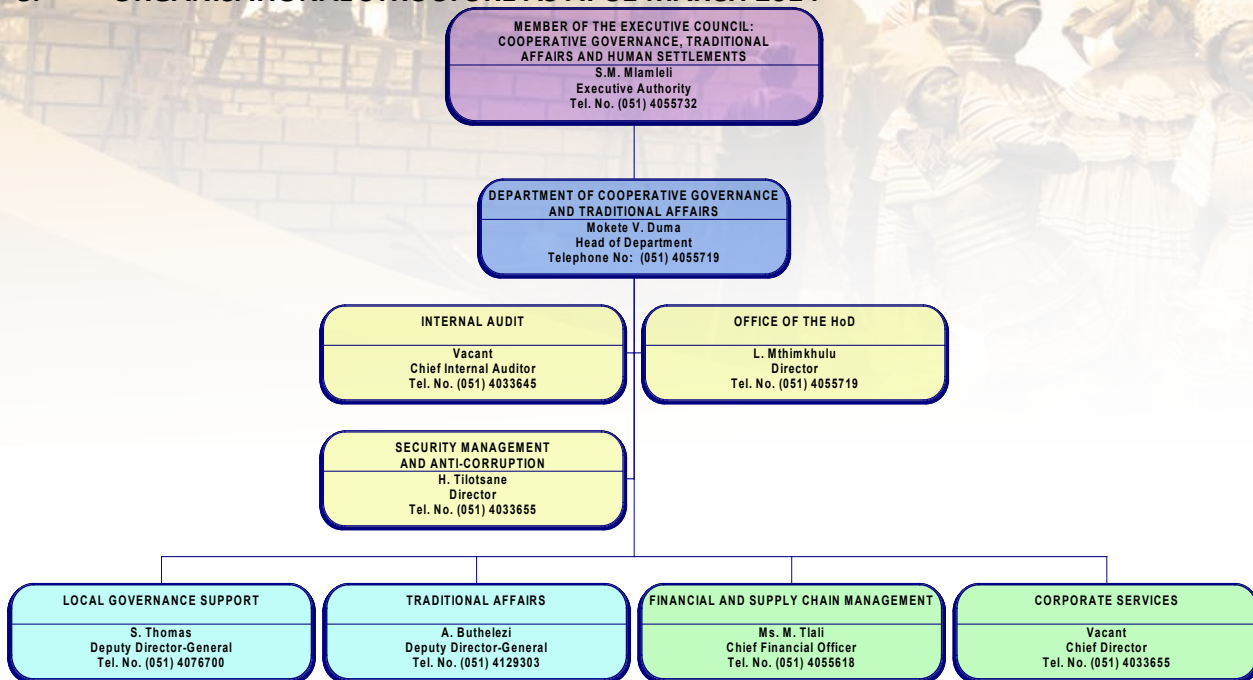 MEMBER OF THE EXECUTIVE COUNCIL:
COOPERATIVE GOVERNANCE, TRADITIONAL
AFFAIRS AND HUMAN SETTLEMENTS
S.M. Mlamleli
Executive Authority
Tel. No. (051) 4055732
DEPARTMENT OF COOPERATIVE GOVERNANCE
AND TRADITIONAL AFFAIRS
Mokete V. Duma
Head of Department
Telephone No: (051) 4055719
INTERNAL AUDIT
Vacant
Chief Internal Auditor
Tel. No. (051) 4033645
OFFICE OF THE HoD
L. Mthimkhulu
Director
Tel. No. (051) 4055719
SECURITY MANAGEMENT
AND ANTI-CORRUPTION
H. Tilotsane
Director
Tel. No. (051) 4033655
LOCAL GOVERNANCE SUPPORT
S. Thomas
Deputy Director-General
Tel. No. (051) 4076700
TRADITIONAL AFFAIRS
A. Buthelezi
Deputy Director-General
Tel. No. (051) 4129303
FINANCIAL AND SUPPLY CHAIN MANAGEMENT
Ms. M. Tlali
Chief Financial Officer
Tel. No. (051) 4055618
CORPORATE SERVICES
Vacant
Chief Director
Tel. No. (051) 4033655